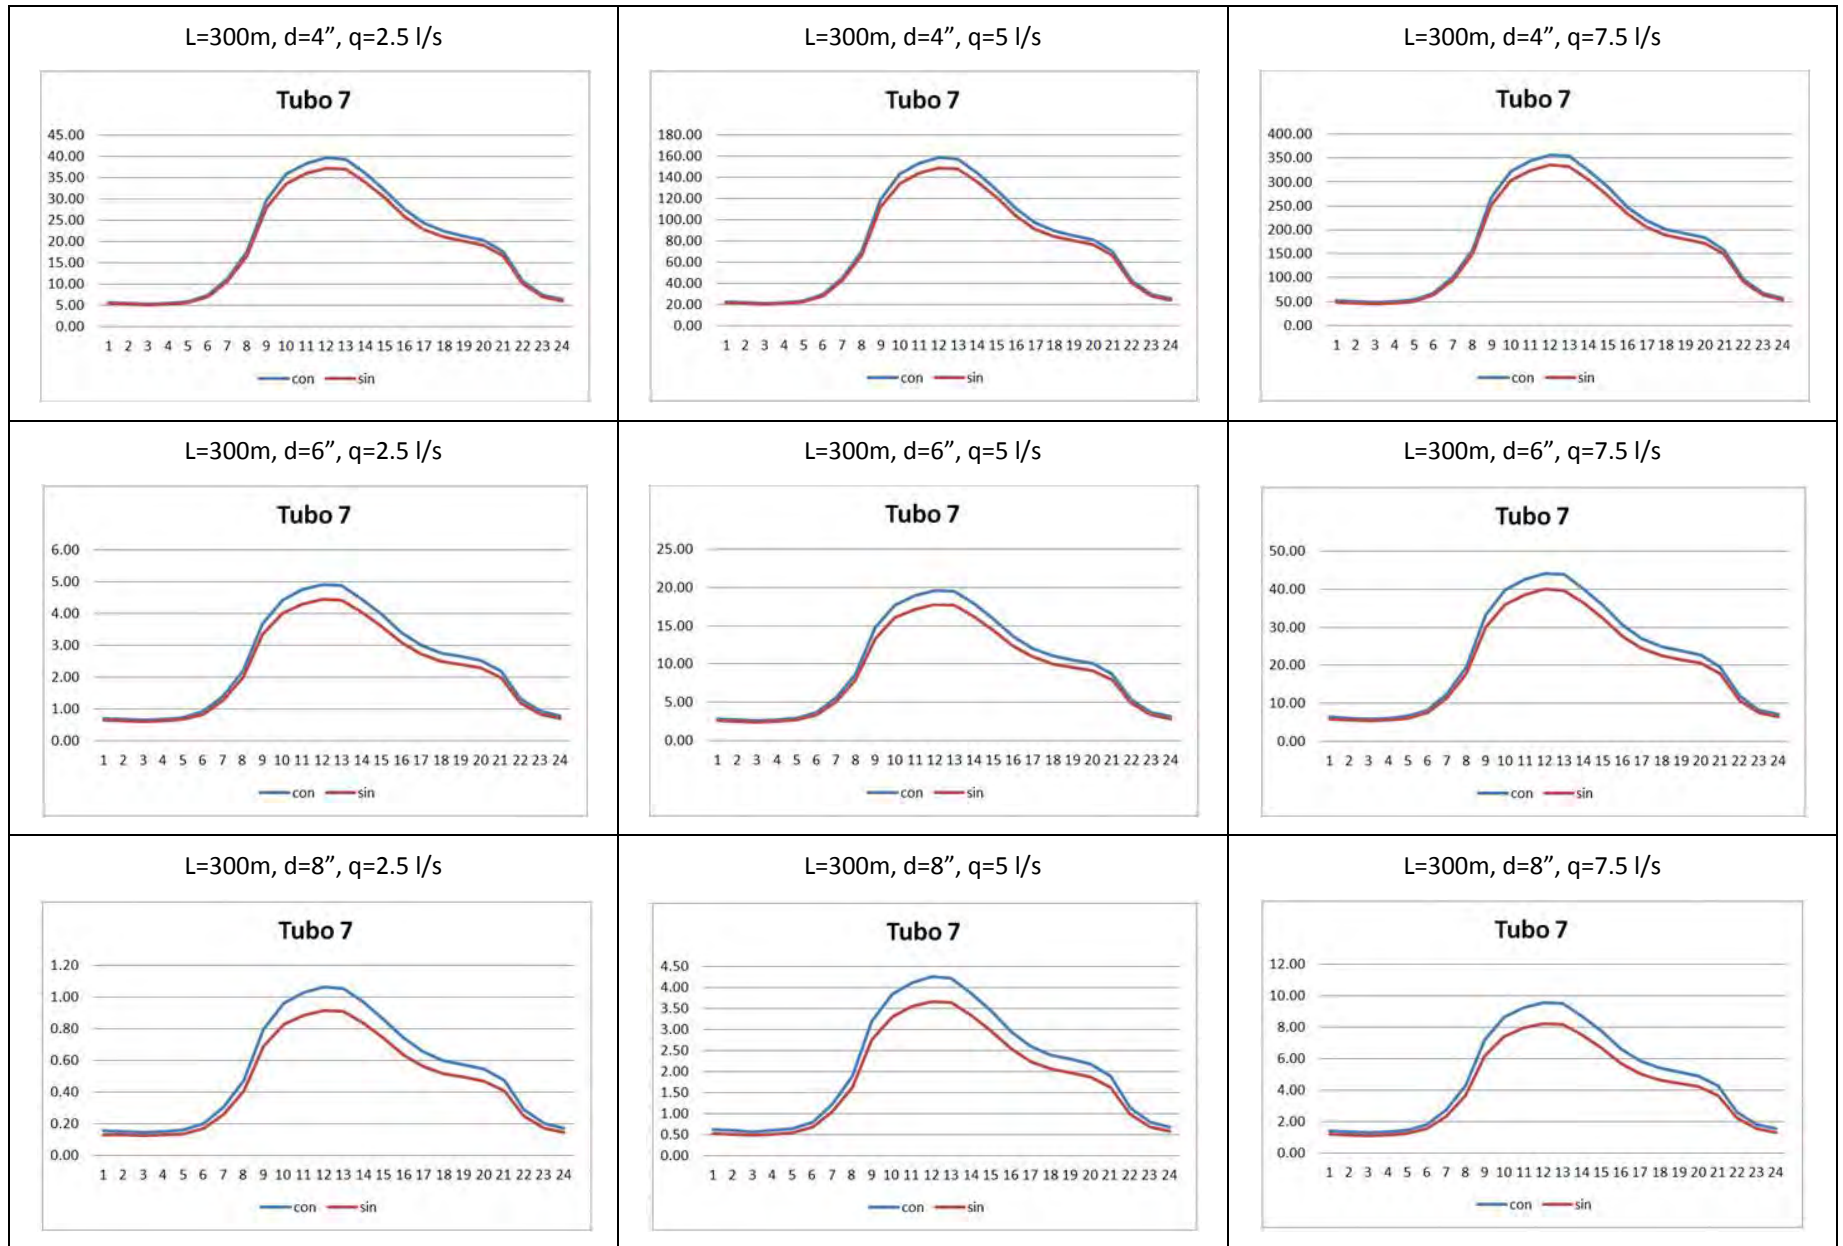 L=300m, d=4”, q=2.5 l/s
Tubo 7
45.00
40.00
35.00
30.00
25.00
20.00
15.00
10.00
5.00
0.00
1 2 3 4 5 6 7 8 9 10 11 12 13 14 15 16 17 18 19 20 21 22 23 24
con sin
L=300m, d=4”, q=5 l/s
Tubo 7
180.00
160.00
140.00
120.00
100.00
80.00
60.00
40.00
20.00
0.00
1 2 3 4 5 6 7 8 9 10 11 12 13 14 15 16 17 18 19 20 21 22 23 24
con sin
L=300m, d=4”, q=7.5 l/s
Tubo 7
400.00
350.00
300.00
250.00
200.00
150.00
100.00
50.00
0.00
1 2 3 4 5 6 7 8 9 10 11 12 13 14 15 16 17 18 19 20 21 22 23 24
con sin
L=300m, d=6”, q=2.5 l/s
Tubo 7
6.00
5.00
4.00
3.00
2.00
1.00
0.00
1 2 3 4 5 6 7 8 9 10 11 12 13 14 15 16 17 18 19 20 21 22 23 24
con sin
L=300m, d=6”, q=5 l/s
Tubo 7
25.00
20.00
15.00
10.00
5.00
0.00
1 2 3 4 5 6 7 8 9 10 11 12 13 14 15 16 17 18 19 20 21 22 23 24
con sin
L=300m, d=6”, q=7.5 l/s
Tubo 7
50.00
40.00
30.00
20.00
10.00
0.00
1 2 3 4 5 6 7 8 9 10 11 12 13 14 15 16 17 18 19 20 21 22 23 24
con sin
L=300m, d=8”, q=2.5 l/s
Tubo 7
1.20
1.00
0.80
0.60
0.40
0.20
0.00
1 2 3 4 5 6 7 8 9 10 11 12 13 14 15 16 17 18 19 20 21 22 23 24
con sin
L=300m, d=8”, q=5 l/s
Tubo 7
4.50
4.00
3.50
3.00
2.50
2.00
1.50
1.00
0.50
0.00
1 2 3 4 5 6 7 8 9 10 11 12 13 14 15 16 17 18 19 20 21 22 23 24
con sin
L=300m, d=8”, q=7.5 l/s
Tubo 7
12.00
10.00
8.00
6.00
4.00
2.00
0.00
1 2 3 4 5 6 7 8 9 10 11 12 13 14 15 16 17 18 19 20 21 22 23 24
con sin